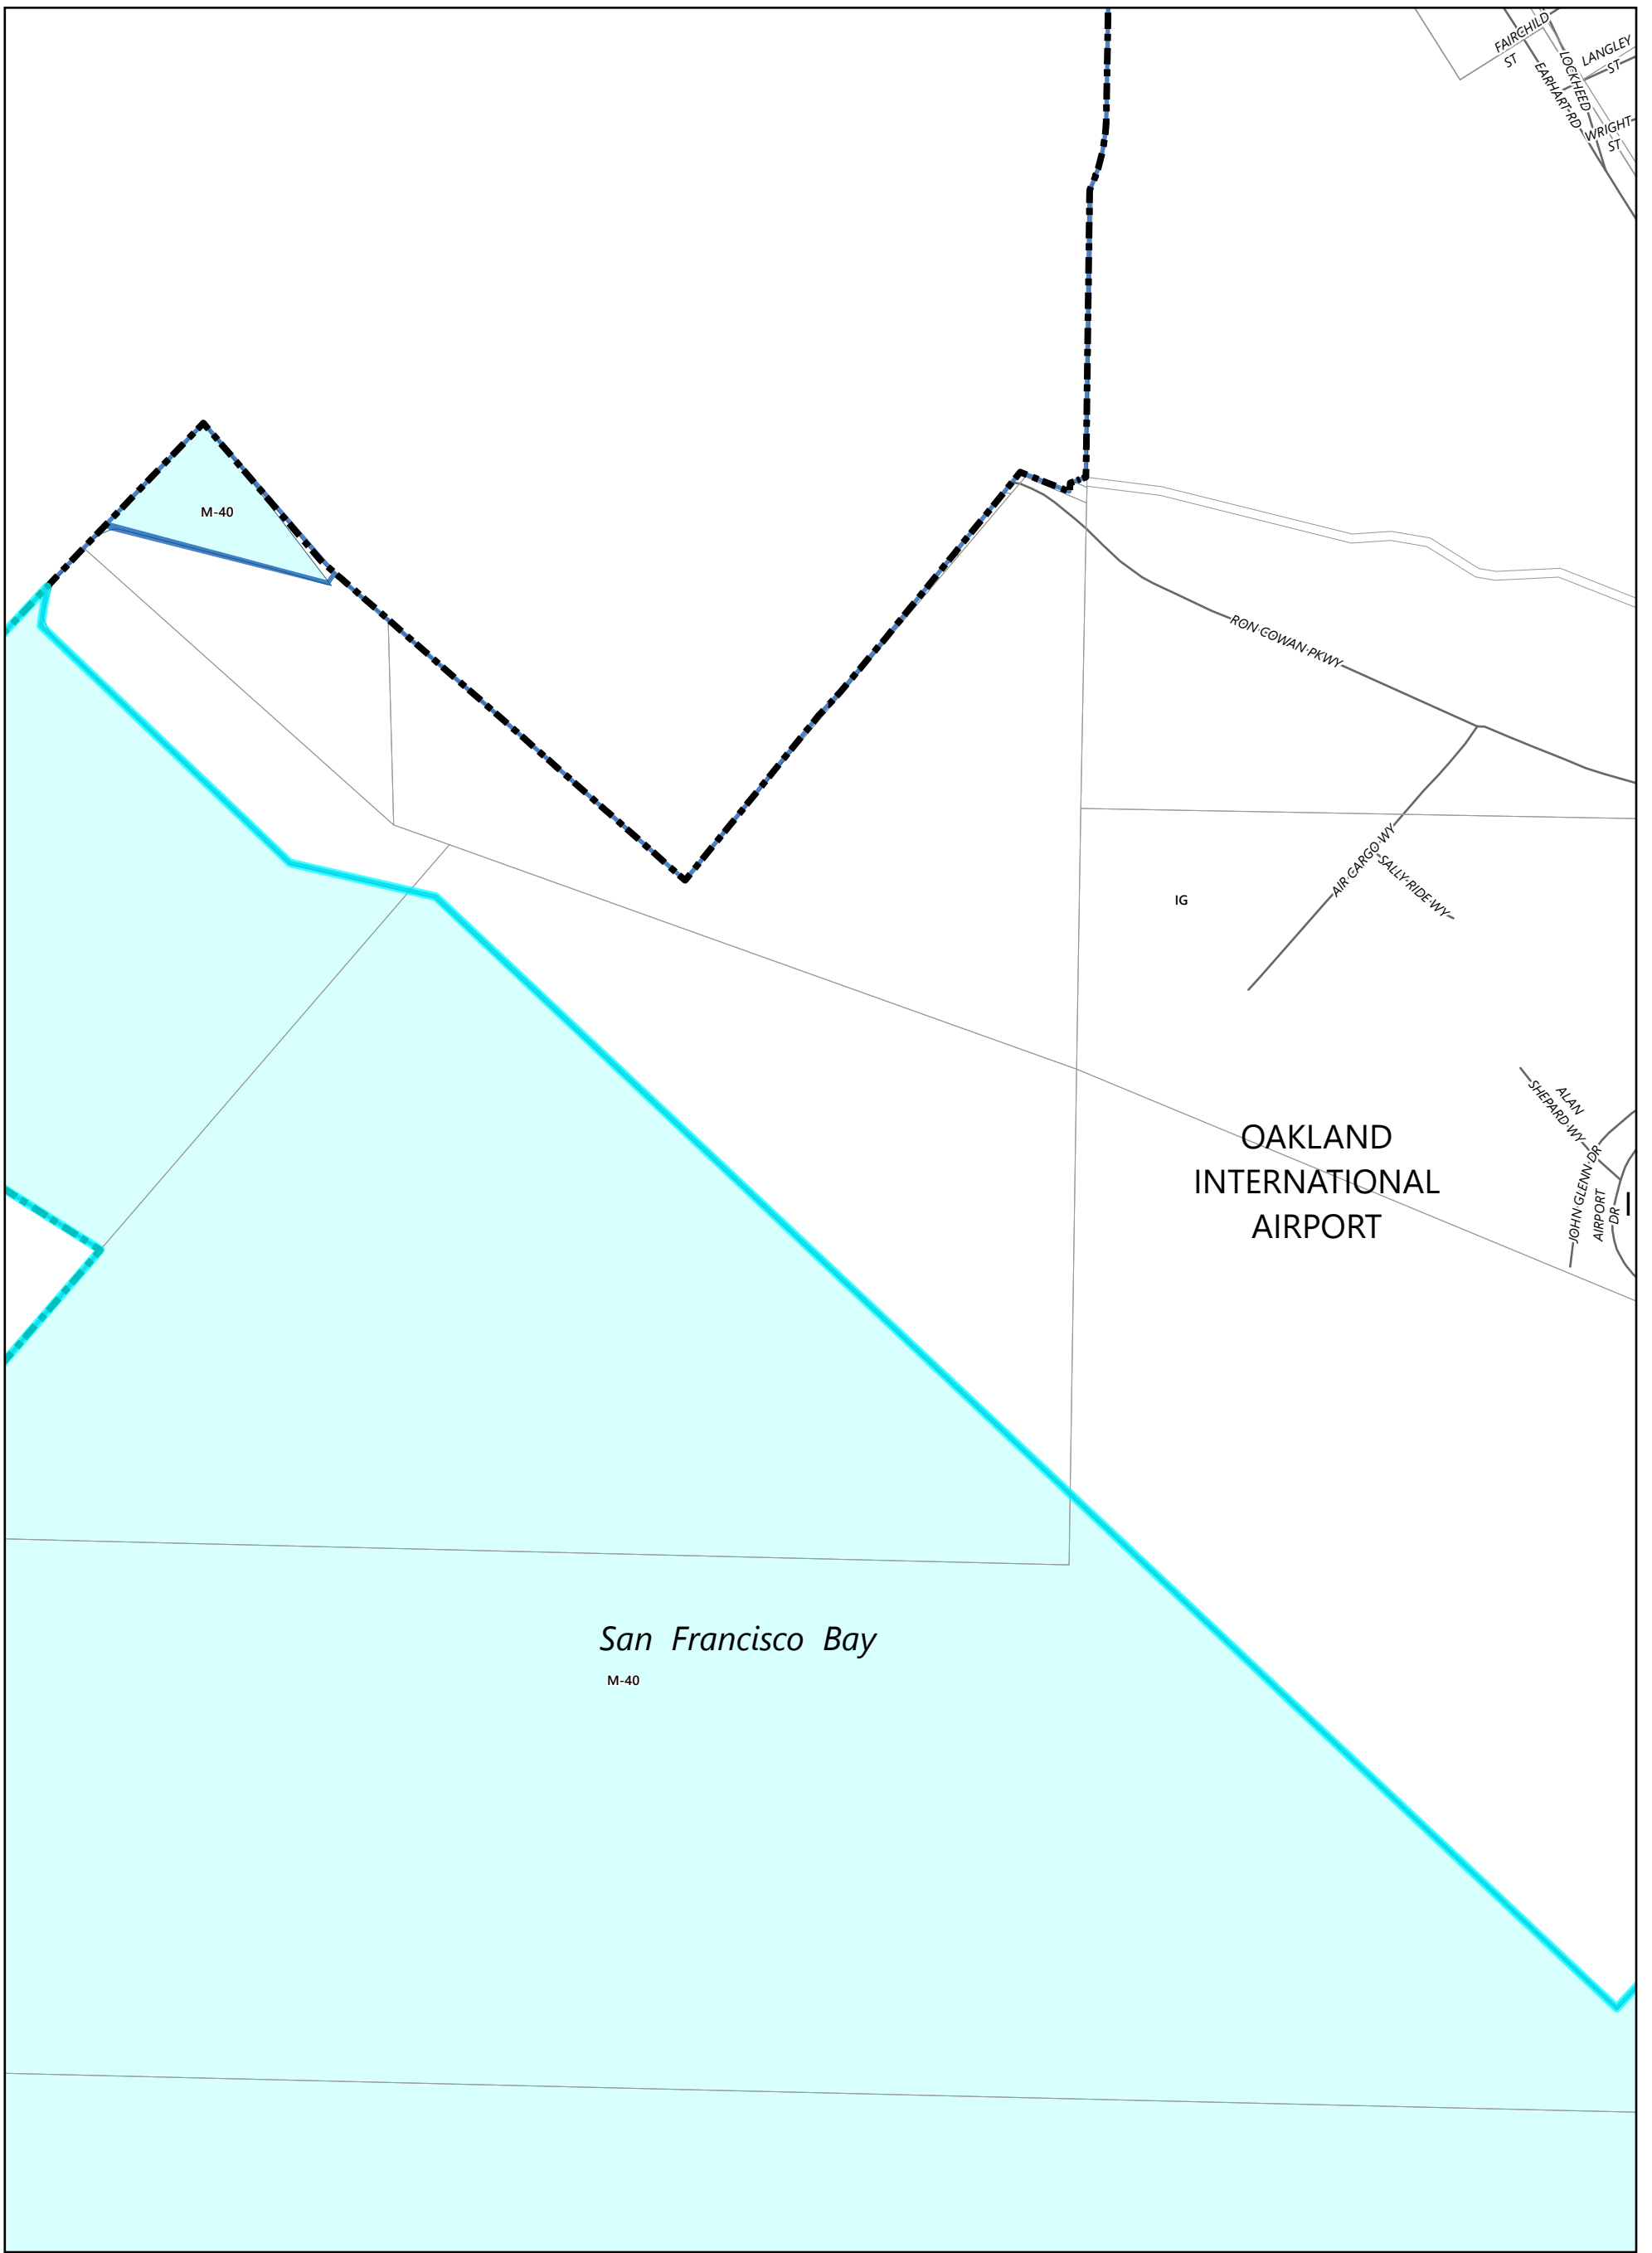 FAIRCHILD
ST
LOCKHEED
LANGLEY
ST
EARHART RD
WRIGHT
ST
M-40
RON COWAN PKWY
AIR CARGO WY
SALLY RIDE WY
IG
ALAN
SHEPARD WY
JOHN GLENN DR
AIRPORT
DR
OAKLAND
INTERNATIONAL
AIRPORT
San Francisco Bay
M-40